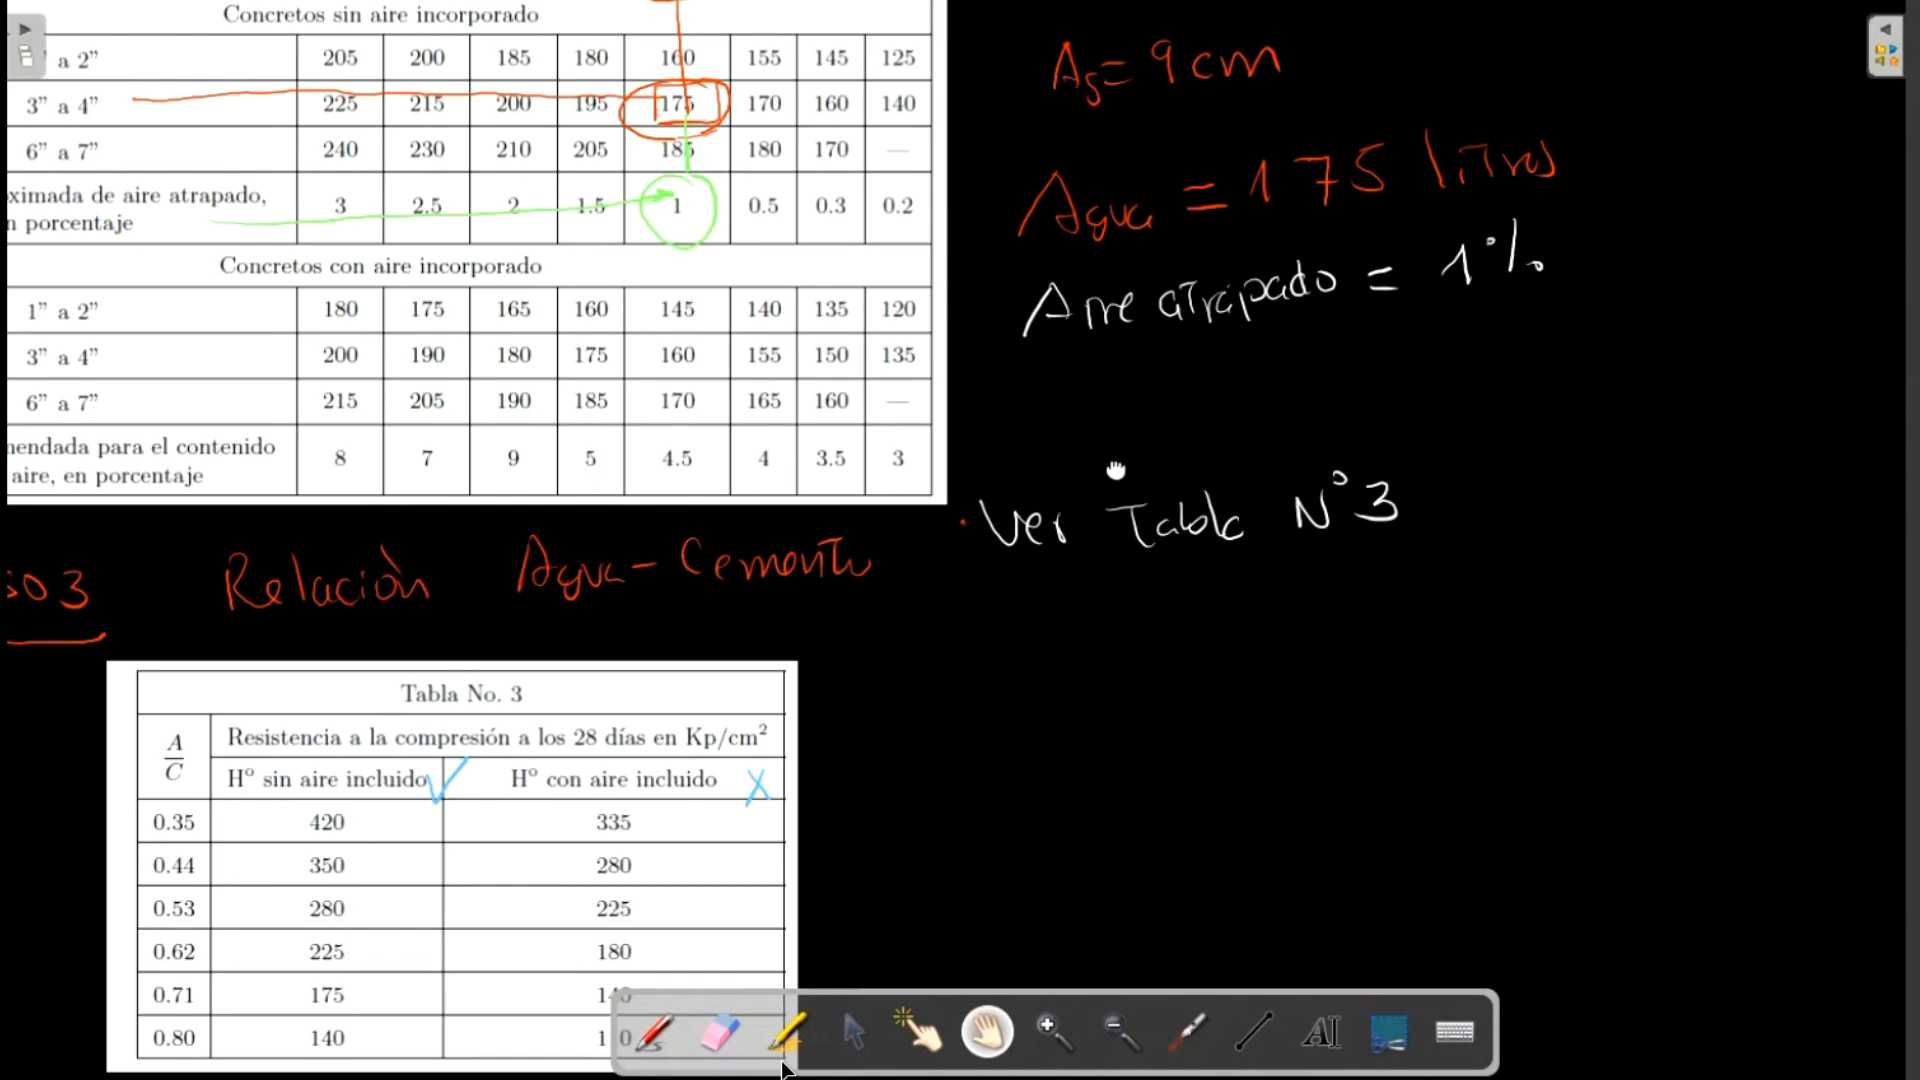 Concretos sin aire incorporado
a 2” 205 200 185 180 160 155 145 125
3” a 4” 225 215 200 195 175 170 160 140
6” a 7” 240 230 210 205 185 180 170 —
ximada de aire atrapado,
n porcentaje 3 2.5 2 1.5 1 0.5 0.3 0.2
Concretos con aire incorporado
1” a 2” 180 175 165 160 145 140 135 120
3” a 4” 200 190 180 175 160 155 150 135
6” a 7” 215 205 190 185 170 165 160 —
endada para el contenido
aire, en porcentaje 8 7 9 5 4.5 4 3.5 3
As = 9 cm
Agua = 175 litros
Aire atrapado = 1%
Ver Tabla N° 3
so 3 Relación Agua - Cemento
Tabla No. 3
A/C Resistencia a la compresión a los 28 días en Kp/cm²
H° sin aire incluido H° con aire incluido X
0.35 420 335
0.44 350 280
0.53 280 225
0.62 225 180
0.71 175
0.80 140
AI